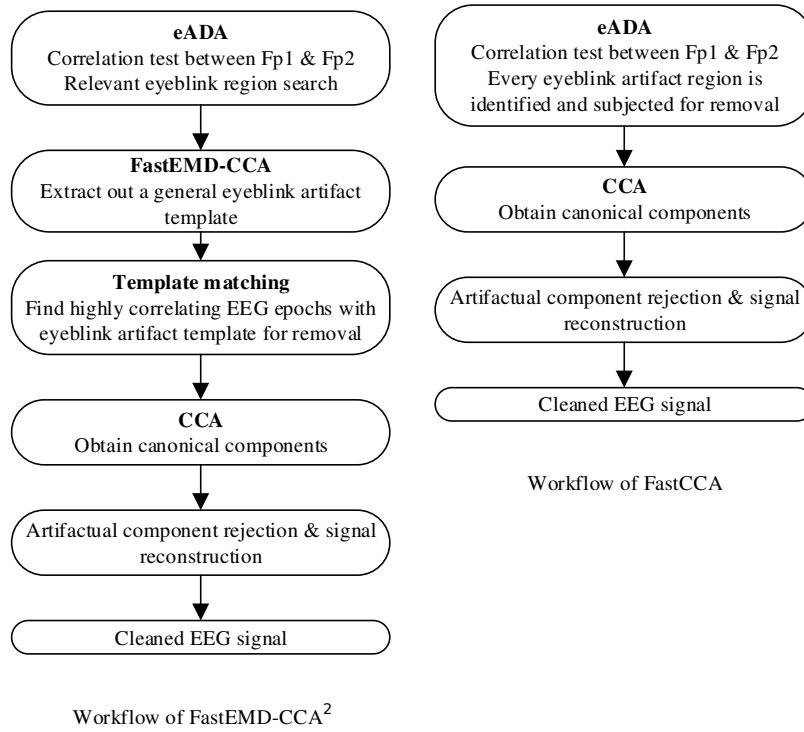 eADA
Correlation test between Fp1 & Fp2
Relevant eyeblink region search
FastEMD-CCA
Extract out a general eyeblink artifact
template
Template matching
Find highly correlating EEG epochs with
eyeblink artifact template for removal
CCA
Obtain canonical components
Artifactual component rejection & signal
reconstruction
Cleaned EEG signal
Workflow of FastEMD-CCA²
eADA
Correlation test between Fp1 & Fp2
Every eyeblink artifact region is
identified and subjected for removal
CCA
Obtain canonical components
Artifactual component rejection & signal
reconstruction
Cleaned EEG signal
Workflow of FastCCA